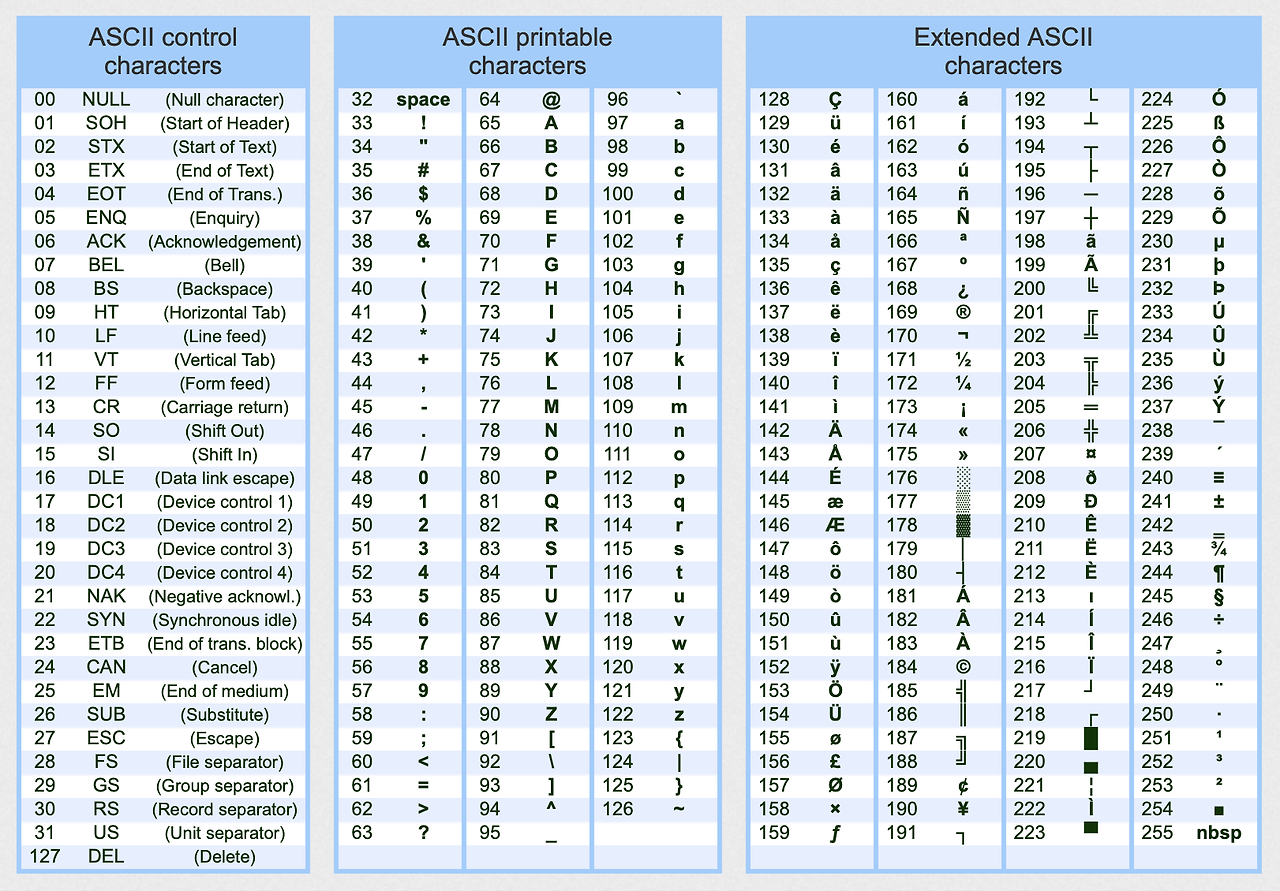 ASCII control
characters
00 NULL (Null character)
01 SOH (Start of Header)
02 STX (Start of Text)
03 ETX (End of Text)
04 EOT (End of Trans.)
05 ENQ (Enquiry)
06 ACK (Acknowledgement)
07 BEL (Bell)
08 BS (Backspace)
09 HT (Horizontal Tab)
10 LF (Line feed)
11 VT (Vertical Tab)
12 FF (Form feed)
13 CR (Carriage return)
14 SO (Shift Out)
15 SI (Shift In)
16 DLE (Data link escape)
17 DC1 (Device control 1)
18 DC2 (Device control 2)
19 DC3 (Device control 3)
20 DC4 (Device control 4)
21 NAK (Negative acknowl.)
22 SYN (Synchronous idle)
23 ETB (End of trans. block)
24 CAN (Cancel)
25 EM (End of medium)
26 SUB (Substitute)
27 ESC (Escape)
28 FS (File separator)
29 GS (Group separator)
30 RS (Record separator)
31 US (Unit separator)
127 DEL (Delete)
ASCII printable
characters
32 space 64 @ 96 `
33 ! 65 A 97 a
34 " 66 B 98 b
35 # 67 C 99 c
36 $ 68 D 100 d
37 % 69 E 101 e
38 & 70 F 102 f
39 ' 71 G 103 g
40 ( 72 H 104 h
41 ) 73 I 105 i
42 * 74 J 106 j
43 + 75 K 107 k
44 , 76 L 108 l
45 - 77 M 109 m
46 . 78 N 110 n
47 / 79 O 111 o
48 0 80 P 112 p
49 1 81 Q 113 q
50 2 82 R 114 r
51 3 83 S 115 s
52 4 84 T 116 t
53 5 85 U 117 u
54 6 86 V 118 v
55 7 87 W 119 w
56 8 88 X 120 x
57 9 89 Y 121 y
58 : 90 Z 122 z
59 ; 91 [ 123 {
60 < 92 \ 124 |
61 = 93 ] 125 }
62 > 94 ^ 126 ~
63 ? 95 _
Extended ASCII
characters
128 Ç 160 á 192 └ 224 Ó
129 ü 161 í 193 ┴ 225 ß
130 é 162 ó 194 ┬ 226 Ô
131 â 163 ú 195 ├ 227 Ò
132 ä 164 ñ 196 ─ 228 õ
133 à 165 Ñ 197 ┼ 229 Õ
134 å 166 ª 198 ã 230 µ
135 ç 167 º 199 Ã 231 þ
136 ê 168 ¿ 200 ╚ 232 Þ
137 ë 169 ® 201 ╔ 233 Ú
138 è 170 ¬ 202 ╩ 234 Û
139 ï 171 ½ 203 ╦ 235 Ù
140 î 172 ¼ 204 ╠ 236 ý
141 ì 173 ¡ 205 ═ 237 Ý
142 Ä 174 « 206 ╬ 238 ¯
143 Å 175 » 207 ¤ 239 ´
144 É 176 ░ 208 ð 240 ≡
145 æ 177 ▒ 209 Ð 241 ±
146 Æ 178 ▓ 210 Ê 242 ‗
147 ô 179 │ 211 Ë 243 ¾
148 ö 180 ┤ 212 È 244 ¶
149 ò 181 Á 213 ı 245 §
150 û 182 Â 214 Í 246 ÷
151 ù 183 À 215 Î 247 ¸
152 ÿ 184 © 216 Ï 248 °
153 Ö 185 ╣ 217 ┘ 249 ¨
154 Ü 186 ║ 218 ┌ 250 ·
155 ø 187 ╗ 219 █ 251 ¹
156 £ 188 ╝ 220 ▄ 252 ³
157 Ø 189 ¢ 221 ¦ 253 ²
158 × 190 ¥ 222 Ì 254 ■
159 ƒ 191 ┐ 223 ▀ 255 nbsp